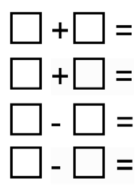 □ + □ =
□ + □ =
□ - □ =
□ - □ =